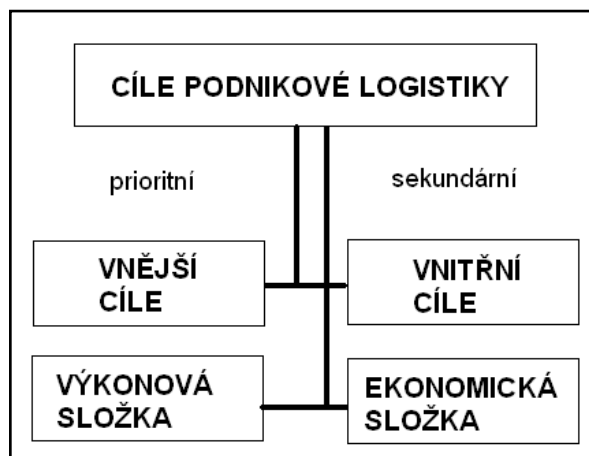 CÍLE PODNIKOVÉ LOGISTIKY
prioritní
sekundární
VNĚJŠÍ
CÍLE
VNITŘNÍ
CÍLE
VÝKONOVÁ
SLOŽKA
EKONOMICKÁ
SLOŽKA